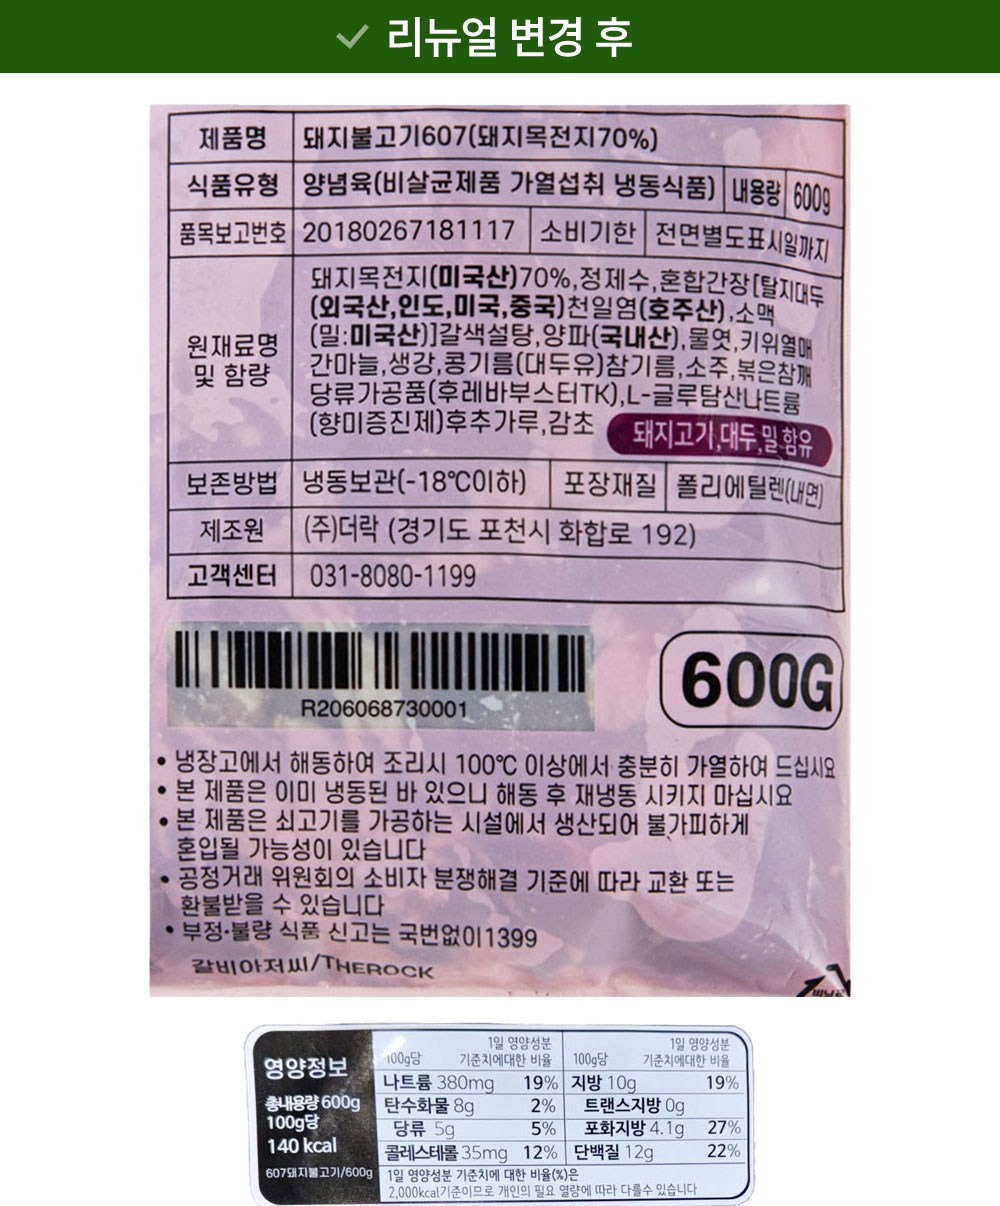 리뉴얼 변경 후
제품명 돼지불고기607(돼지목전지70%)
식품유형 양념육(비살균제품 가열섭취 냉동식품) 내용량 600g
품목보고번호 20180267181117 소비기한 전면별도표시일까지
원재료명 및 함량
돼지목전지(미국산)70%,정제수,혼합간장[탈지대두
(외국산,인도,미국,중국)천일염(호주산),소맥
(밀:미국산)]갈색설탕,양파(국내산),물엿,키위열매
간마늘,생강,콩기름(대두유)참기름,소주,볶은참깨
당류가공품(후레바부스터TK),L-글루탐산나트륨
(향미증진제)후추가루,감초
돼지고기,대두,밀 함유
보존방법 냉동보관(-18℃이하) 포장재질 폴리에틸렌(내면)
제조원 (주)더락 (경기도 포천시 화합로 192)
고객센터 031-8080-1199
R206068730001
600G
• 냉장고에서 해동하여 조리시 100℃ 이상에서 충분히 가열하여 드십시요
• 본 제품은 이미 냉동된 바 있으니 해동 후 재냉동 시키지 마십시요
• 본 제품은 쇠고기를 가공하는 시설에서 생산되어 불가피하게
혼입될 가능성이 있습니다
• 공정거래 위원회의 소비자 분쟁해결 기준에 따라 교환 또는
환불받을 수 있습니다
• 부정·불량 식품 신고는 국번없이1399
갈비아저씨/THEROCK
비닐류
영양정보
총내용량 600g
100g당
140 kcal
607돼지불고기/600g
100g당 1일 영양성분 기준치에대한 비율 100g당 1일 영양성분 기준치에대한 비율
나트륨 380mg 19% 지방 10g 19%
탄수화물 8g 2% 트랜스지방 0g
당류 5g 5% 포화지방 4.1g 27%
콜레스테롤 35mg 12% 단백질 12g 22%
1일 영양성분 기준치에 대한 비율(%)은
2,000kcal기준이므로 개인의 필요 열량에 따라 다를수 있습니다